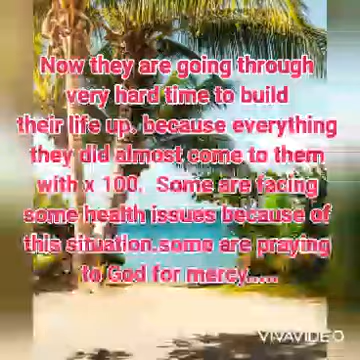 Now they are going through
very hard time to build
their life up, because everything
they did almost come to them
with x 100.  Some are facing
some health issues because of
this situation.some are praying
to God for mercy.....
VIVAVIDEO